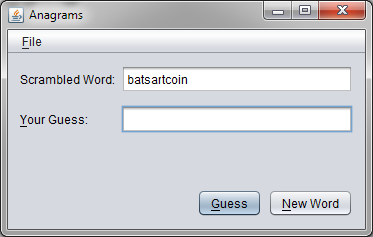 Anagrams
File
Scrambled Word: batsartcoin
Your Guess:
Guess New Word